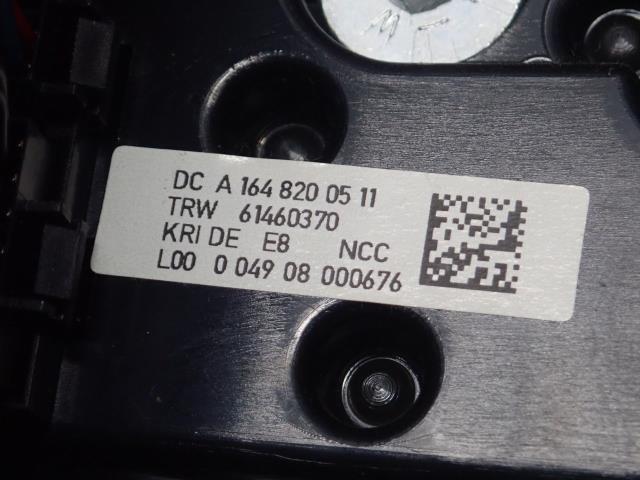 DC A 164 820 05 11
TRW 61460370
KRI DE E8 NCC
L00 0 049 08 000676